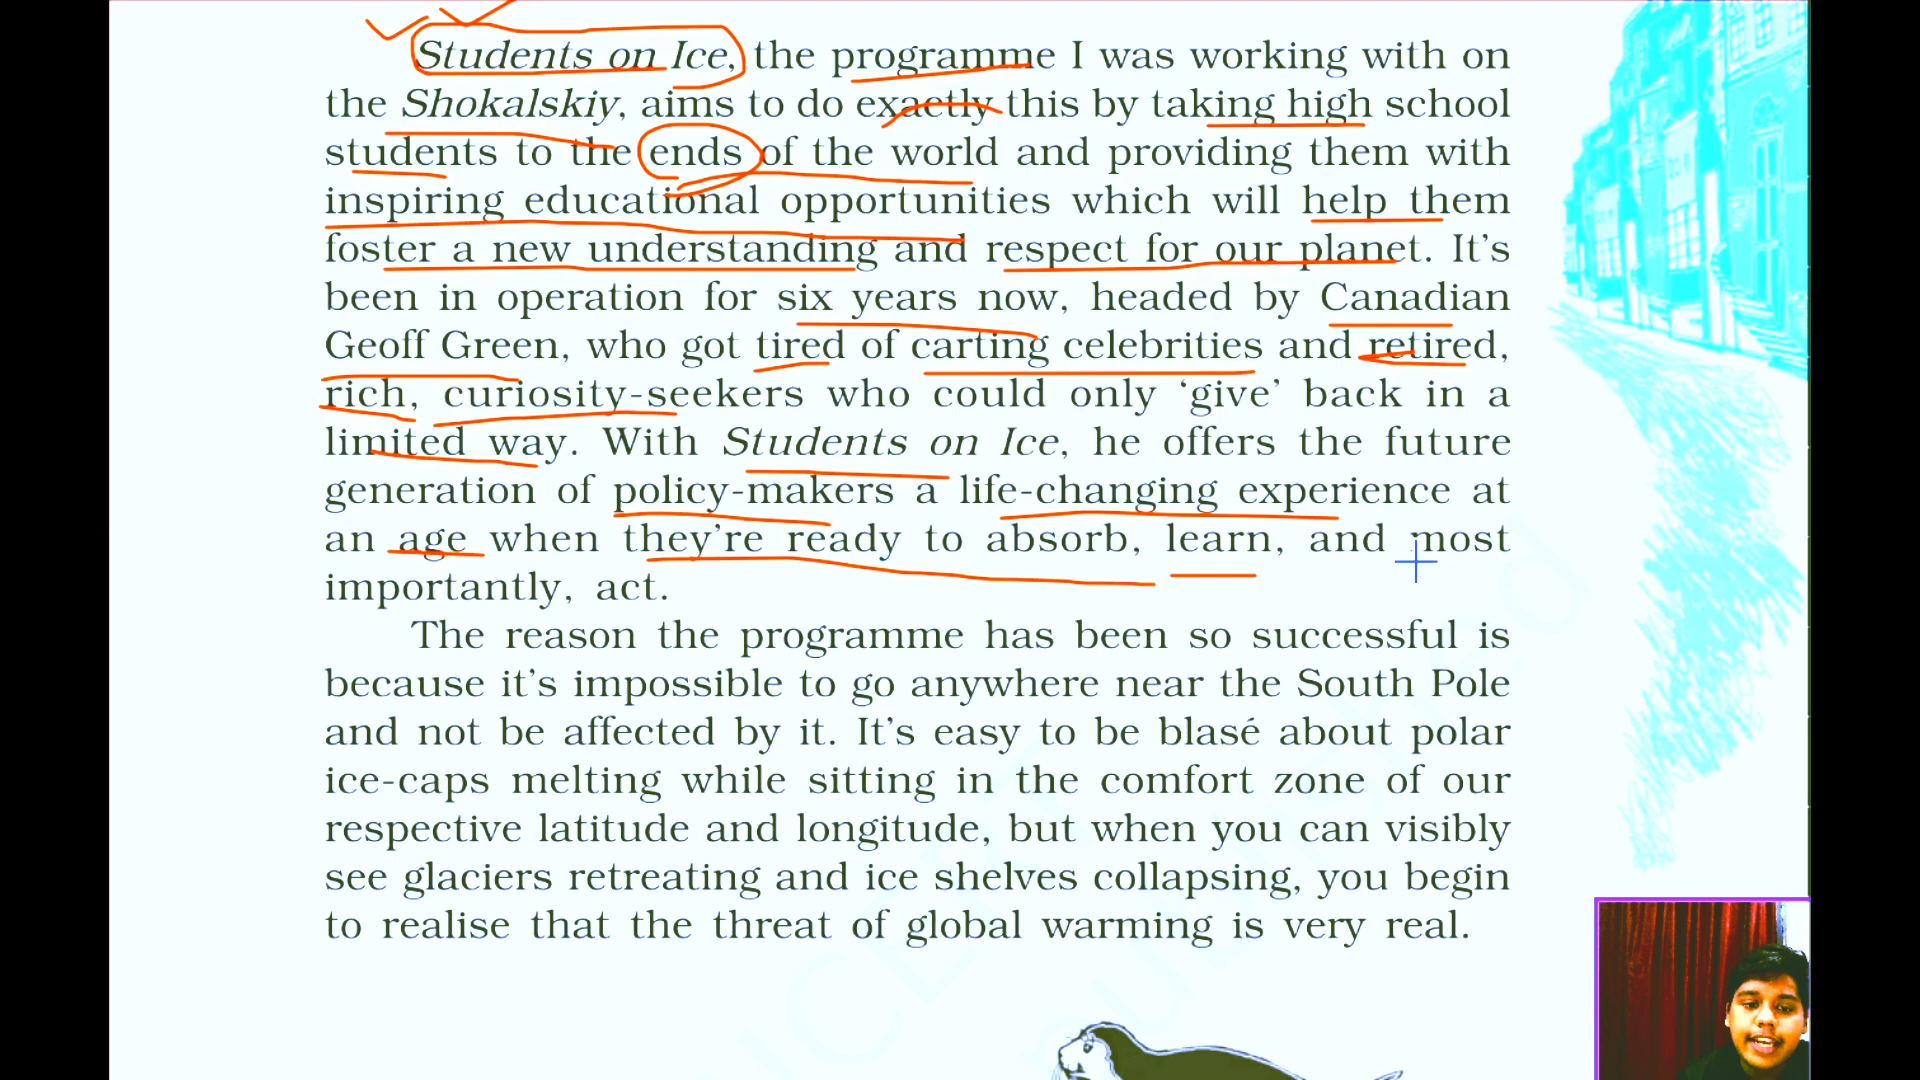 Students on Ice, the programme I was working with on
the Shokalskiy, aims to do exactly this by taking high school
students to the ends of the world and providing them with
inspiring educational opportunities which will help them
foster a new understanding and respect for our planet. It’s
been in operation for six years now, headed by Canadian
Geoff Green, who got tired of carting celebrities and retired,
rich, curiosity-seekers who could only ‘give’ back in a
limited way. With Students on Ice, he offers the future
generation of policy-makers a life-changing experience at
an age when they’re ready to absorb, learn, and most
importantly, act.
The reason the programme has been so successful is
because it’s impossible to go anywhere near the South Pole
and not be affected by it. It’s easy to be blasé about polar
ice-caps melting while sitting in the comfort zone of our
respective latitude and longitude, but when you can visibly
see glaciers retreating and ice shelves collapsing, you begin
to realise that the threat of global warming is very real.